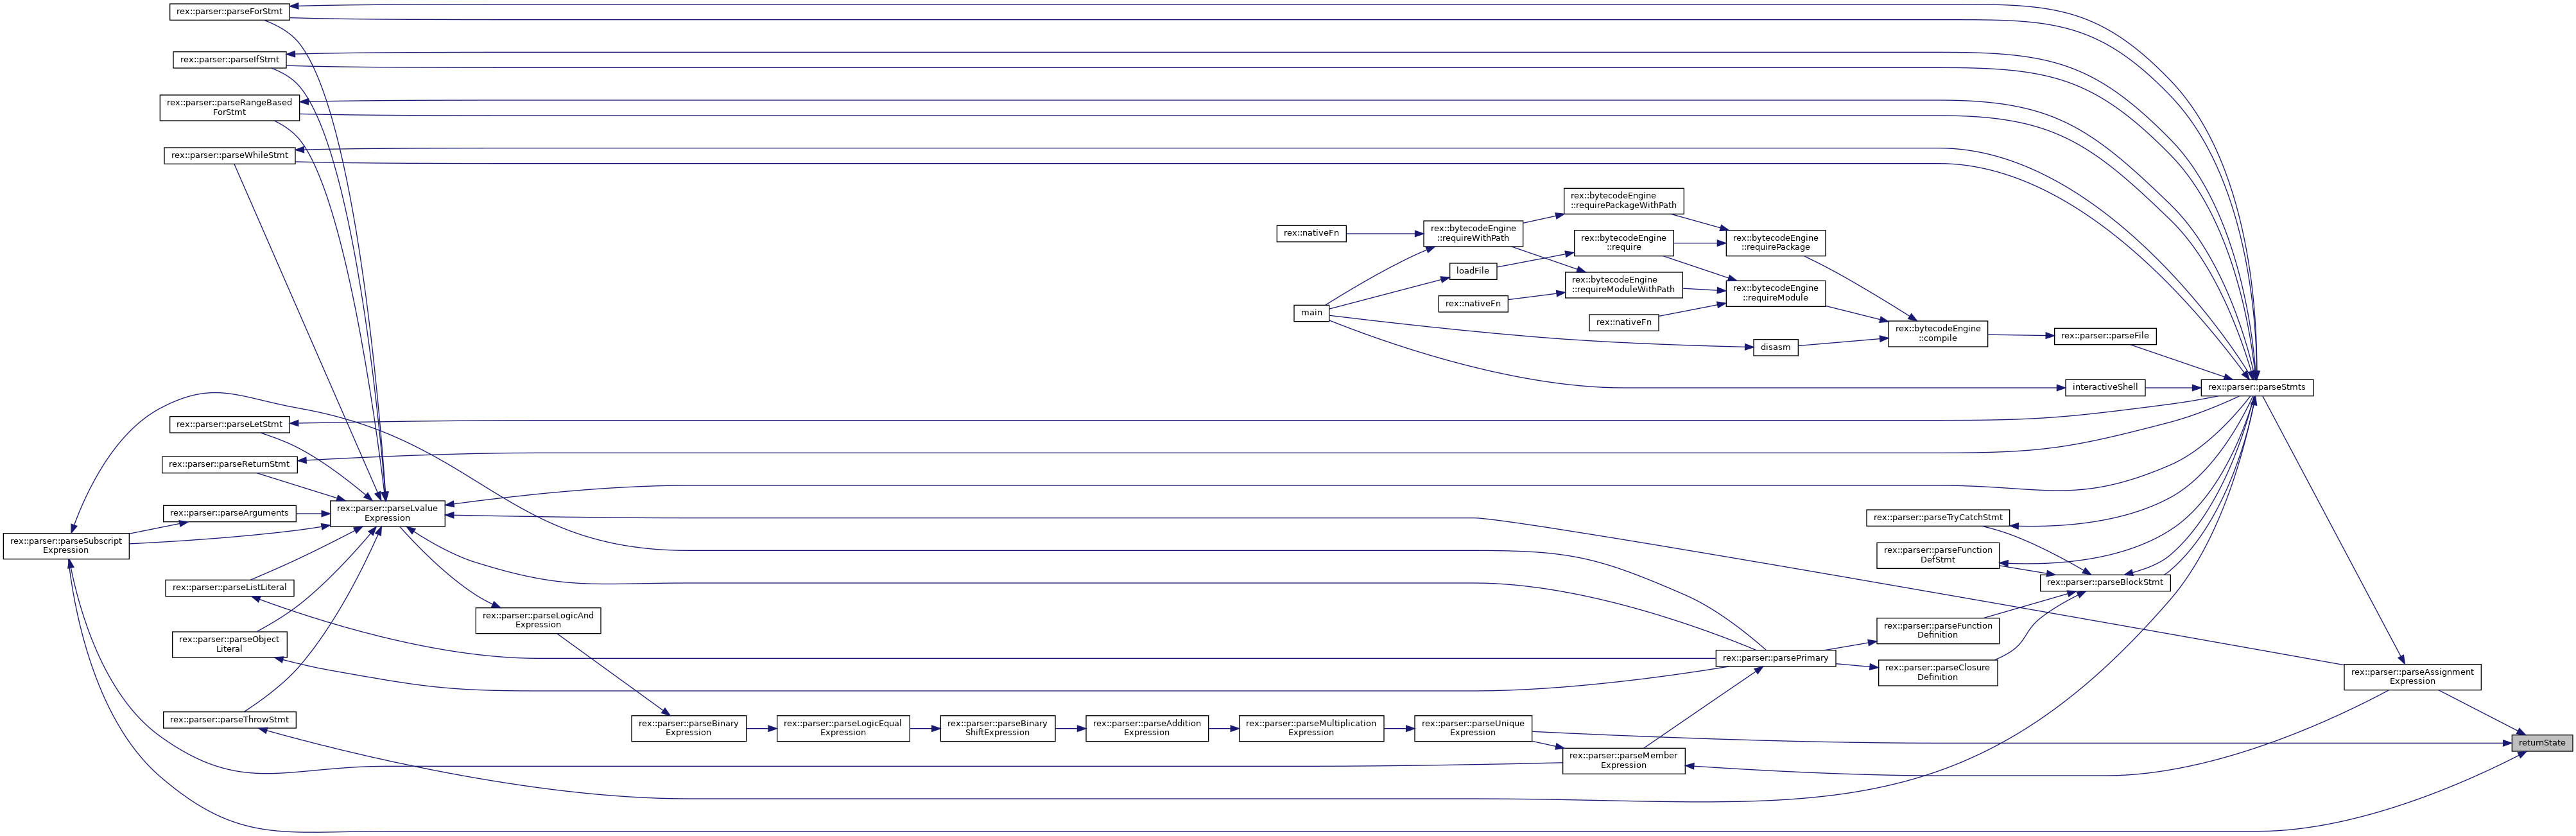 rex::parser::parseForStmt
rex::parser::parseIfStmt
rex::parser::parseRangeBased
ForStmt
rex::parser::parseWhileStmt
rex::bytecodeEngine
::requirePackageWithPath
rex::nativeFn
rex::bytecodeEngine
::requireWithPath
rex::bytecodeEngine
::require
rex::bytecodeEngine
::requirePackage
loadFile
rex::bytecodeEngine
::requireModuleWithPath
rex::bytecodeEngine
::requireModule
rex::nativeFn
main
rex::nativeFn
rex::bytecodeEngine
::compile
rex::parser::parseFile
disasm
interactiveShell
rex::parser::parseStmts
rex::parser::parseLetStmt
rex::parser::parseReturnStmt
rex::parser::parseArguments
rex::parser::parseLvalue
Expression
rex::parser::parseTryCatchStmt
rex::parser::parseSubscript
Expression
rex::parser::parseFunction
DefStmt
rex::parser::parseListLiteral
rex::parser::parseBlockStmt
rex::parser::parseLogicAnd
Expression
rex::parser::parseFunction
Definition
rex::parser::parseObject
Literal
rex::parser::parsePrimary
rex::parser::parseClosure
Definition
rex::parser::parseAssignment
Expression
rex::parser::parseThrowStmt
rex::parser::parseBinary
Expression
rex::parser::parseLogicEqual
Expression
rex::parser::parseBinary
ShiftExpression
rex::parser::parseAddition
Expression
rex::parser::parseMultiplication
Expression
rex::parser::parseUnique
Expression
returnState
rex::parser::parseMember
Expression